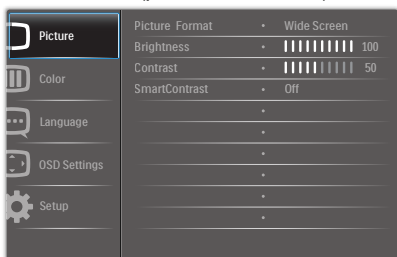 Picture
Color
Language
OSD Settings
Setup
Picture Format • Wide Screen
Brightness • 100
Contrast • 50
SmartContrast • Off
•
•
•
•
•
•